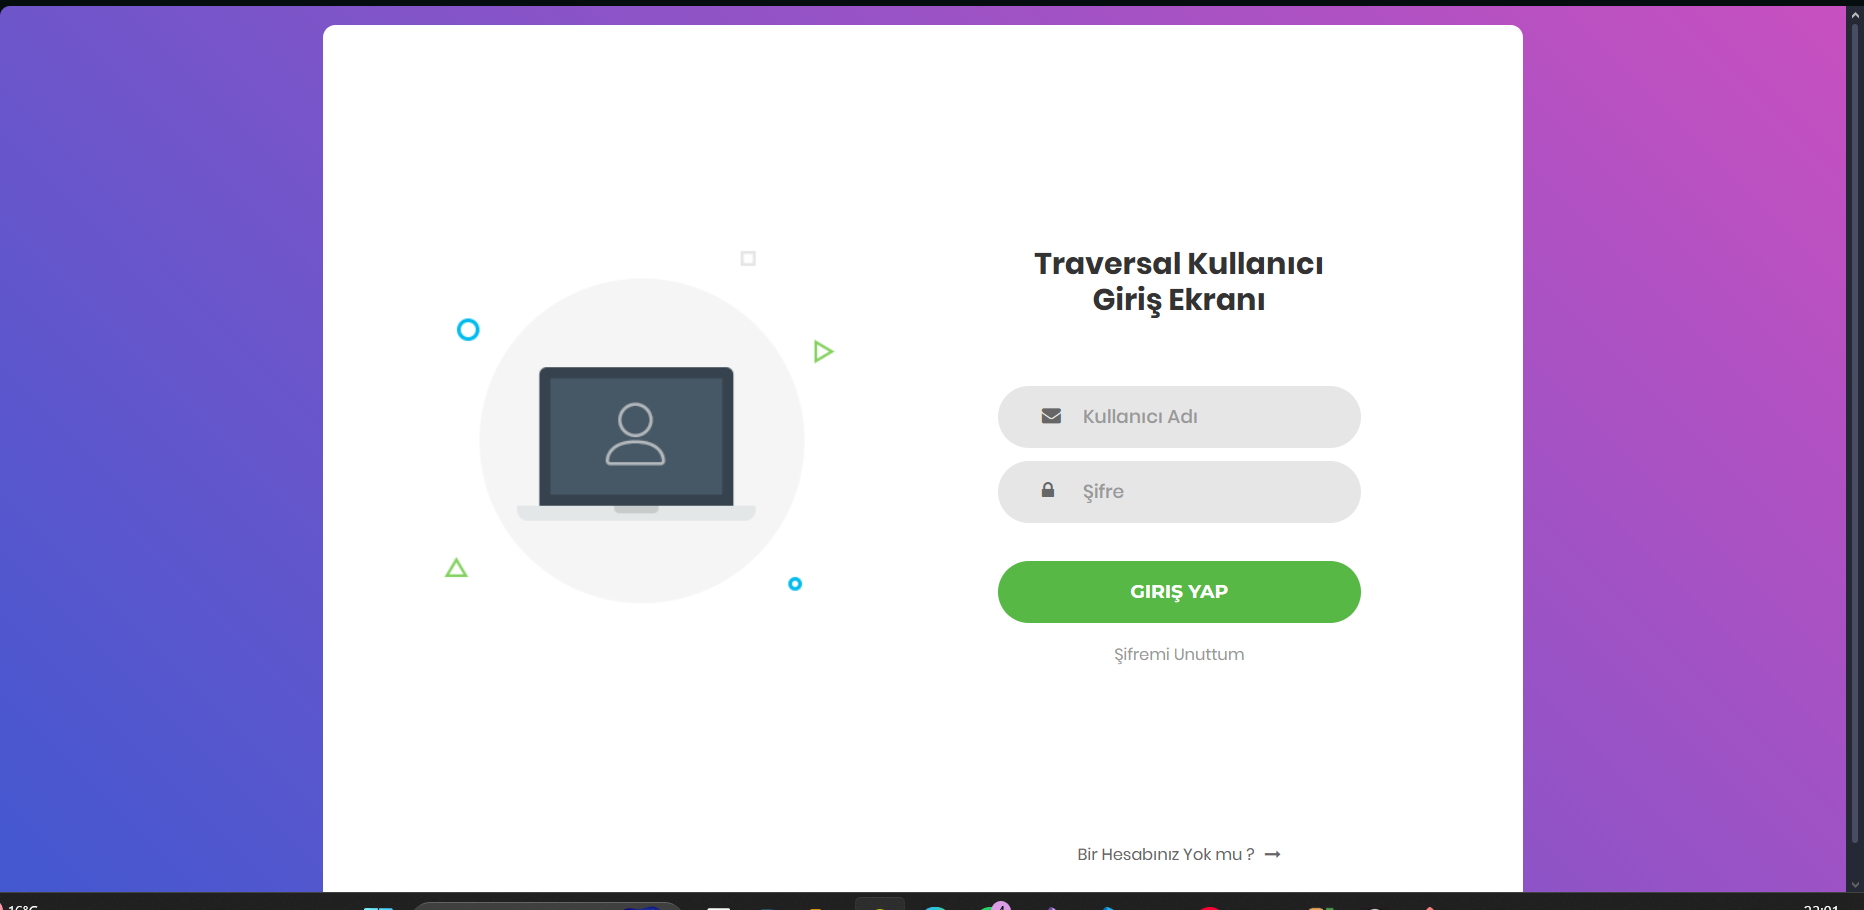 Traversal Kullanıcı
Giriş Ekranı
Kullanıcı Adı
Şifre
GIRIŞ YAP
Şifremi Unuttum
Bir Hesabınız Yok mu ?